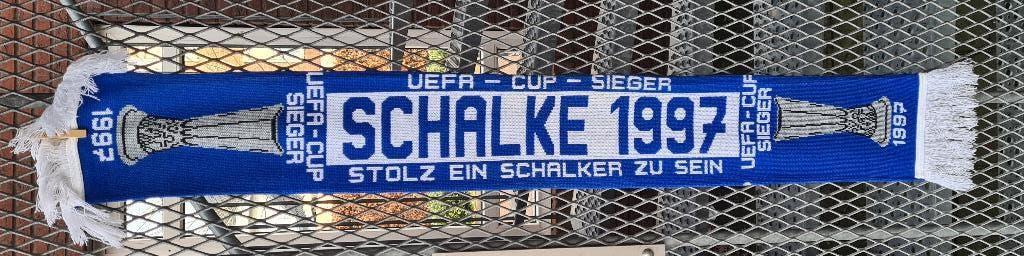 1997
UEFA-CUP
SIEGER
UEFA - CUP - SIEGER
SCHALKE 1997
STOLZ EIN SCHALKER ZU SEIN
UEFA-CUP
SIEGER
1997